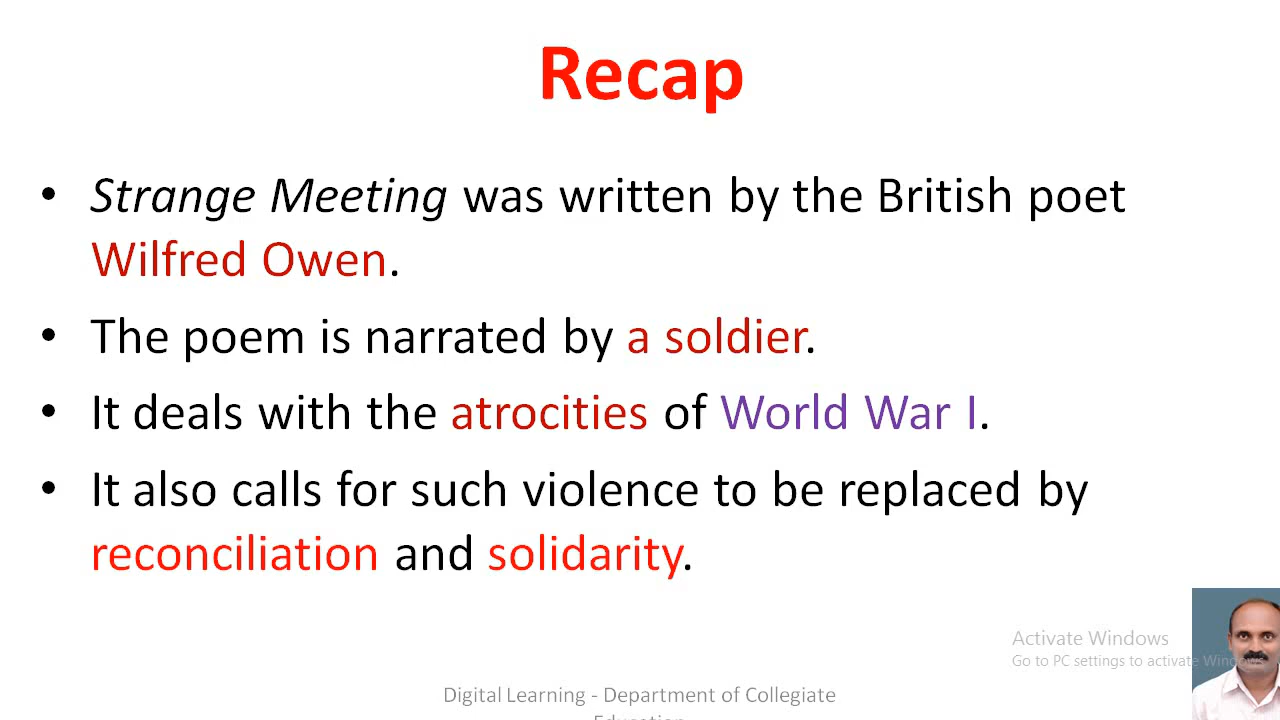 Recap
• Strange Meeting was written by the British poet
Wilfred Owen.
• The poem is narrated by a soldier.
• It deals with the atrocities of World War I.
• It also calls for such violence to be replaced by
reconciliation and solidarity.
Activate Windows
Go to PC settings to activate Windows.
Digital Learning - Department of Collegiate
Education